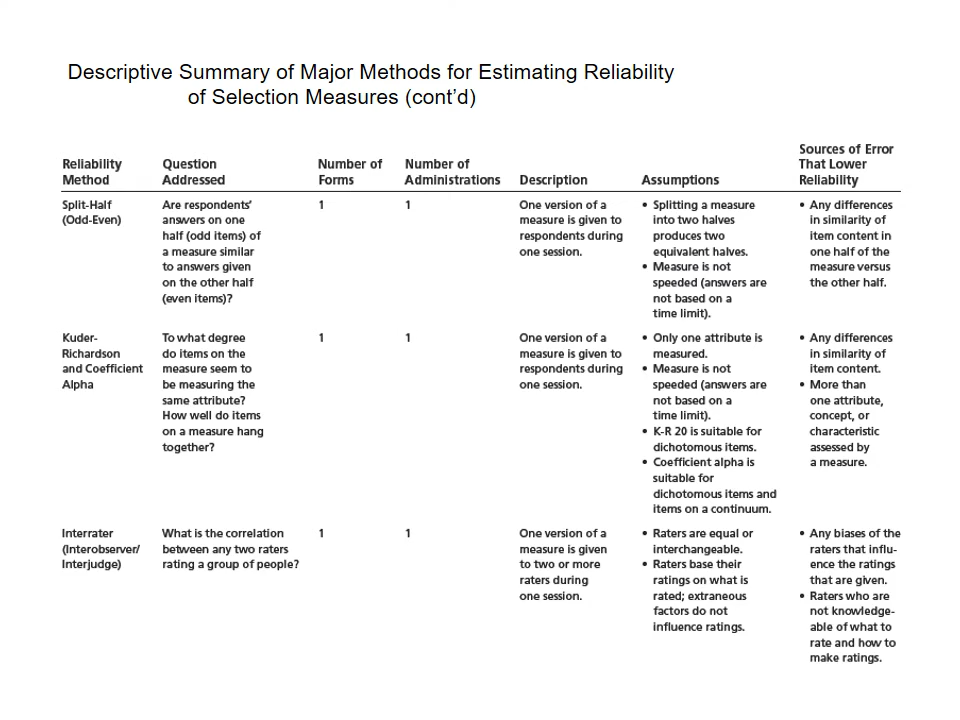 Descriptive Summary of Major Methods for Estimating Reliability
of Selection Measures (cont’d)
Reliability
Method
Question
Addressed
Number of
Forms
Number of
Administrations
Description
Assumptions
Sources of Error
That Lower
Reliability
Split-Half
(Odd-Even)
Are respondents’
answers on one
half (odd items) of
a measure similar
to answers given
on the other half
(even items)?
1
1
One version of a
measure is given to
respondents during
one session.
• Splitting a measure
into two halves
produces two
equivalent halves.
• Measure is not
speeded (answers are
not based on a
time limit).
• Any differences
in similarity of
item content in
one half of the
measure versus
the other half.
Kuder-
Richardson
and Coefficient
Alpha
To what degree
do items on the
measure seem to
be measuring the
same attribute?
How well do items
on a measure hang
together?
1
1
One version of a
measure is given to
respondents during
one session.
• Only one attribute is
measured.
• Measure is not
speeded (answers are
not based on a
time limit).
• K-R 20 is suitable for
dichotomous items.
• Coefficient alpha is
suitable for
dichotomous items and
items on a continuum.
• Any differences
in similarity of
item content.
• More than
one attribute,
concept, or
characteristic
assessed by
a measure.
Interrater
(Interobserver/
Interjudge)
What is the correlation
between any two raters
rating a group of people?
1
1
One version of a
measure is given
to two or more
raters during
one session.
• Raters are equal or
interchangeable.
• Raters base their
ratings on what is
rated; extraneous
factors do not
influence ratings.
• Any biases of the
raters that influ-
ence the ratings
that are given.
• Raters who are
not knowledge-
able of what to
rate and how to
make ratings.